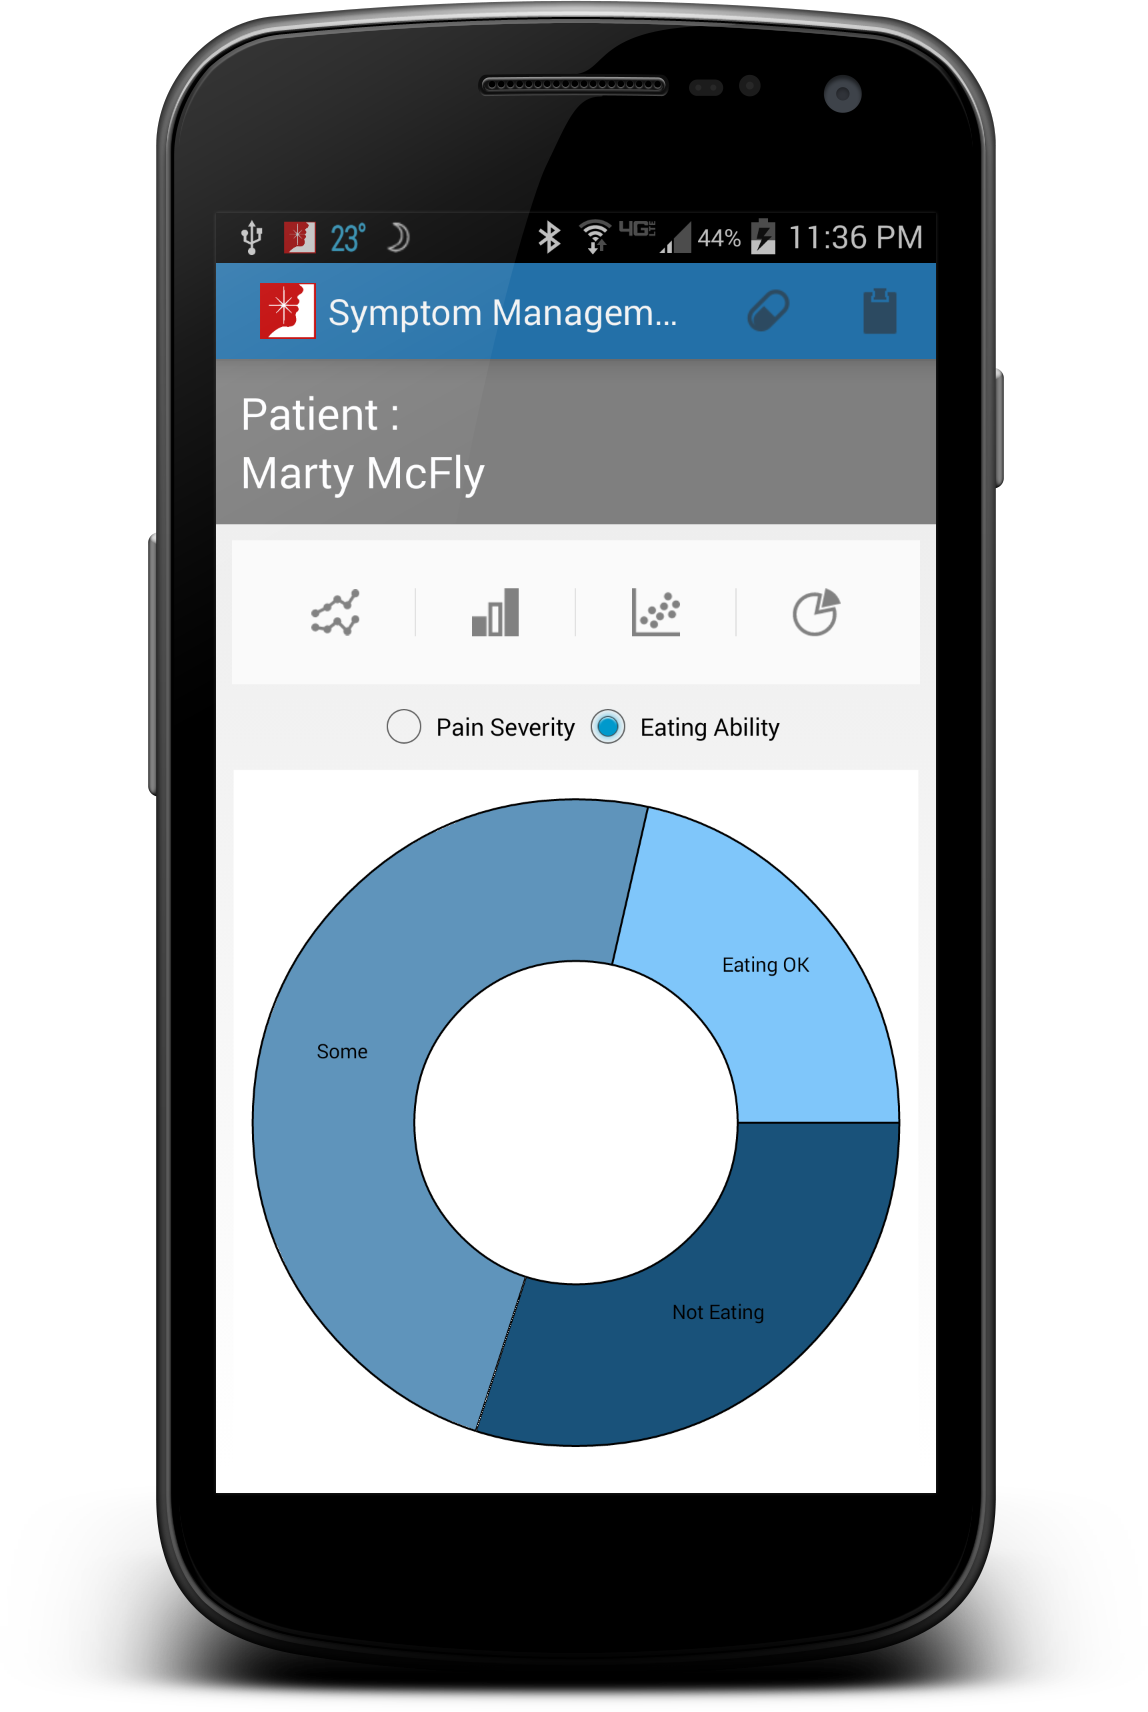 23° 4G LTE 44% 11:36 PM
Symptom Managem...
Patient :
Marty McFly
Pain Severity Eating Ability
Eating OK
Some
Not Eating